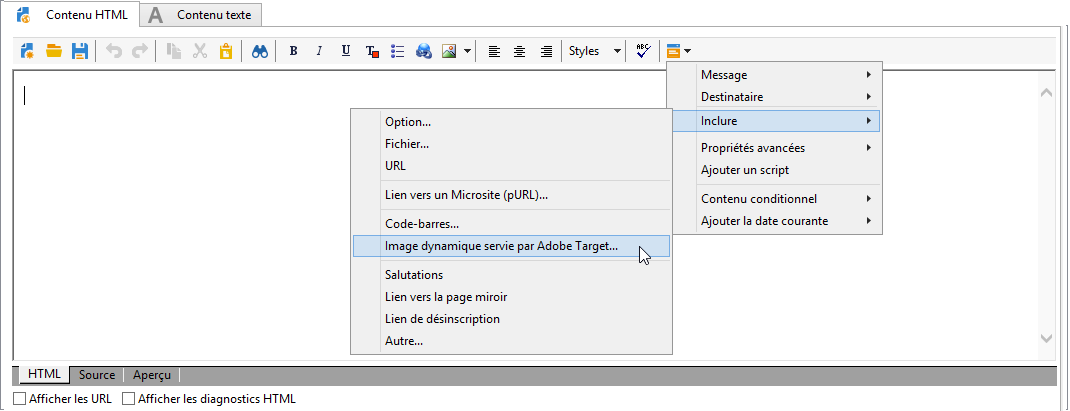 Contenu HTML
A Contenu texte
B I U T Styles ABC
Message
Destinataire
Inclure
Propriétés avancées
Ajouter un script
Contenu conditionnel
Ajouter la date courante
Option...
Fichier...
URL
Lien vers un Microsite (pURL)...
Code-barres...
Image dynamique servie par Adobe Target...
Salutations
Lien vers la page miroir
Lien de désinscription
Autre...
HTML Source Aperçu
Afficher les URL Afficher les diagnostics HTML